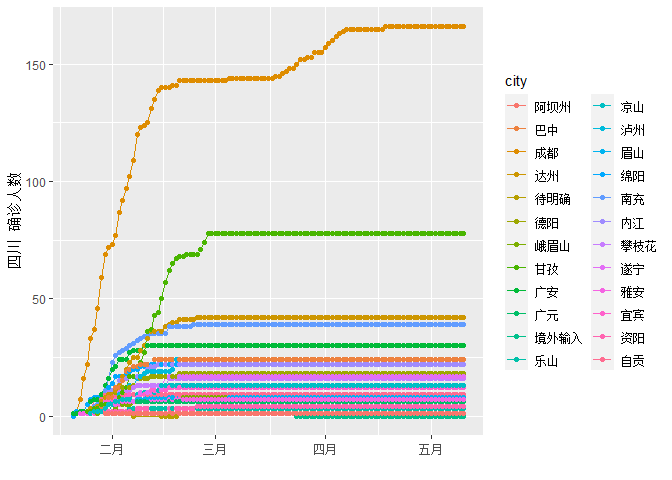 city
150
100
50
0
四川 确诊人数
二月 三月 四月 五月
阿坝州 凉山
巴中 泸州
成都 眉山
达州 绵阳
待明确 南充
德阳 内江
峨眉山 攀枝花
甘孜 遂宁
广安 雅安
广元 宜宾
境外输入 资阳
乐山 自贡